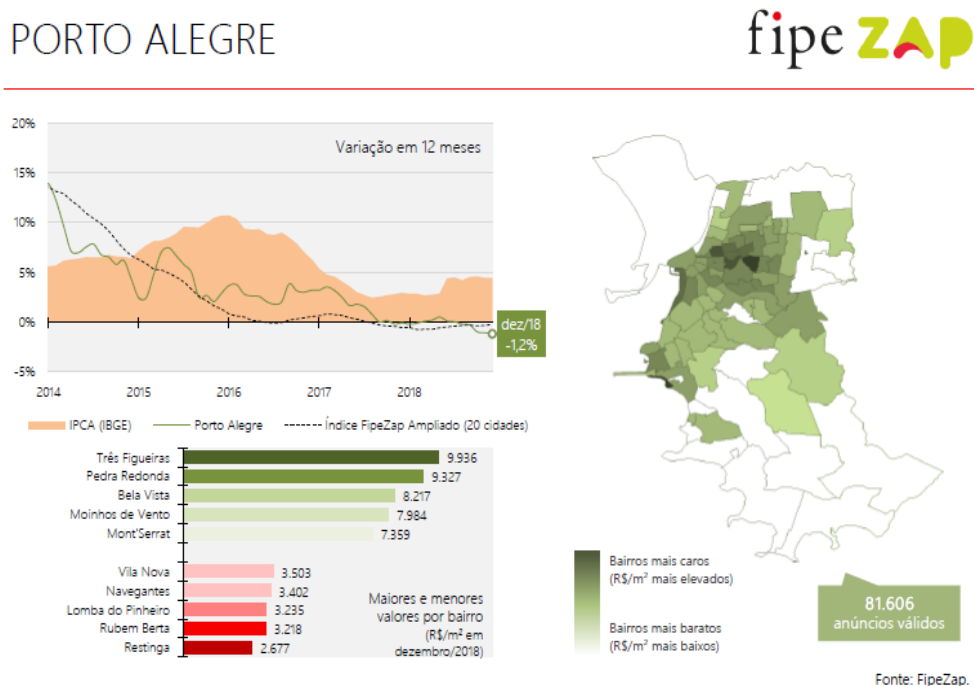 PORTO ALEGRE
fipe ZAP
Variação em 12 meses
20%
15%
10%
5%
0%
-5%
dez/18
-1,2%
2014 2015 2016 2017 2018
IPCA (IBGE) Porto Alegre Índice FipeZap Ampliado (20 cidades)
Três Figueiras 9.936
Pedra Redonda 9.327
Bela Vista 8.217
Moinhos de Vento 7.984
Mont'Serrat 7.359
Vila Nova 3.503
Navegantes 3.402
Lomba do Pinheiro 3.235
Rubem Berta 3.218
Restinga 2.677
Maiores e menores
valores por bairro
(R$/m² em
dezembro/2018)
Bairros mais caros
(R$/m² mais elevados)
Bairros mais baratos
(R$/m² mais baixos)
81.606
anúncios válidos
Fonte: FipeZap.